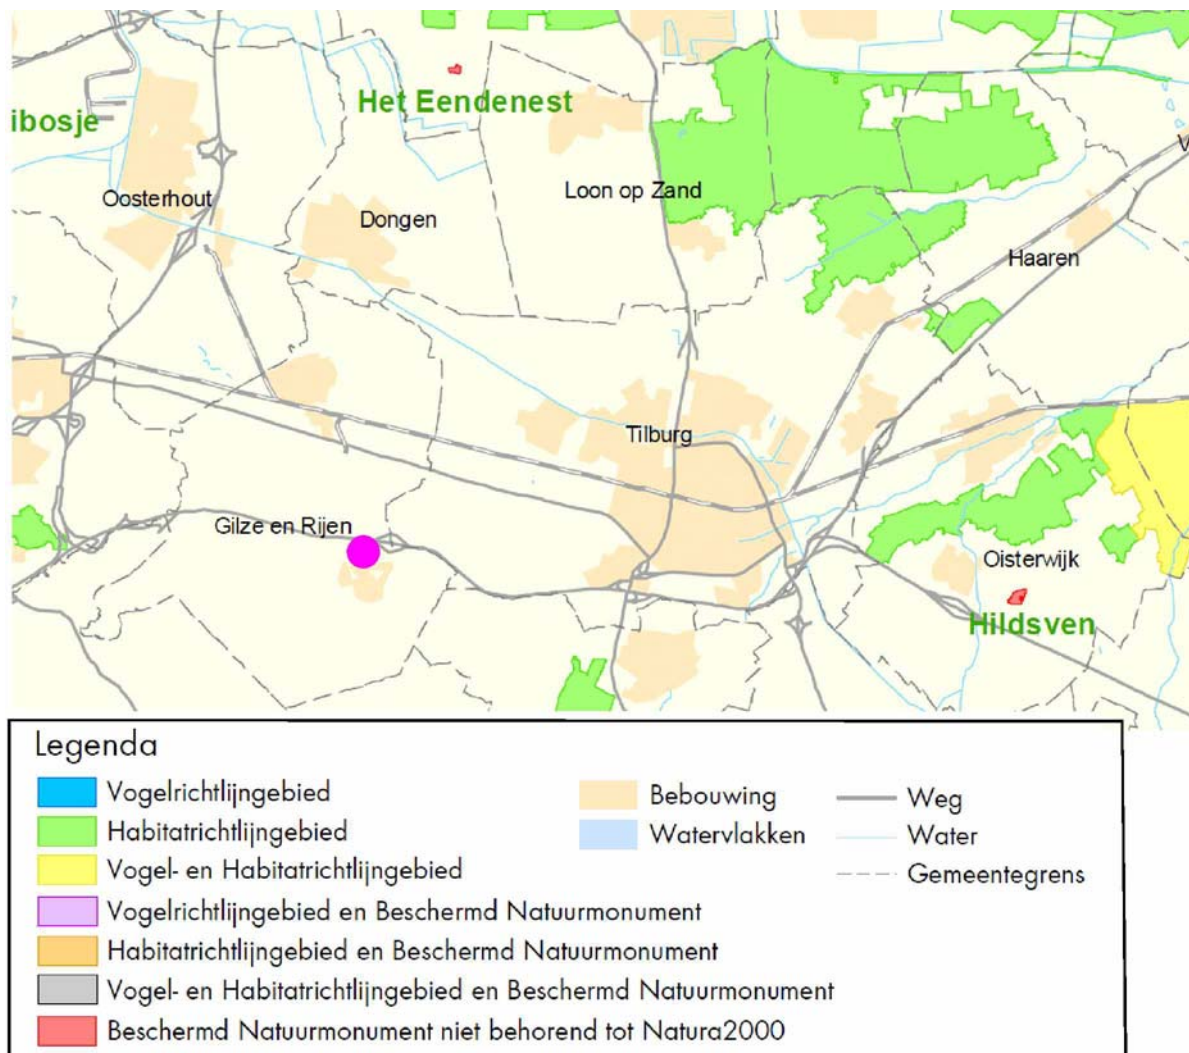 Het Eendenest
ibosje
Oosterhout
Dongen
Loon op Zand
V
Haaren
Tilburg
Gilze en Rijen
Oisterwijk
Hildsven
Legenda
Vogelrichtlijngebied
Habitatrichtlijngebied
Vogel- en Habitatrichtlijngebied
Vogelrichtlijngebied en Beschermd Natuurmonument
Habitatrichtlijngebied en Beschermd Natuurmonument
Vogel- en Habitatrichtlijngebied en Beschermd Natuurmonument
Beschermd Natuurmonument niet behorend tot Natura2000
Bebouwing
Watervlakken
Weg
Water
Gemeentegrens